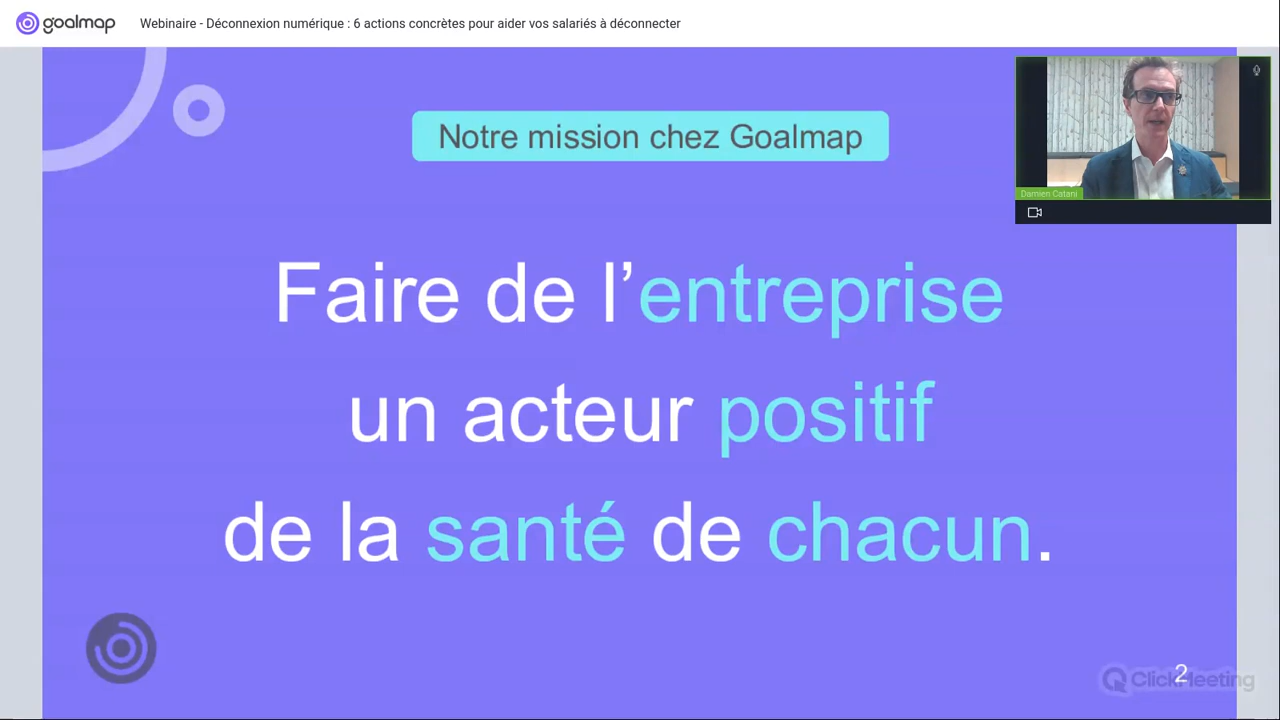 goalmap
Webinaire - Déconnexion numérique : 6 actions concrètes pour aider vos salariés à déconnecter
Notre mission chez Goalmap
Damien Catani
Faire de l’entreprise
un acteur positif
de la santé de chacun.
2
ClickMeeting